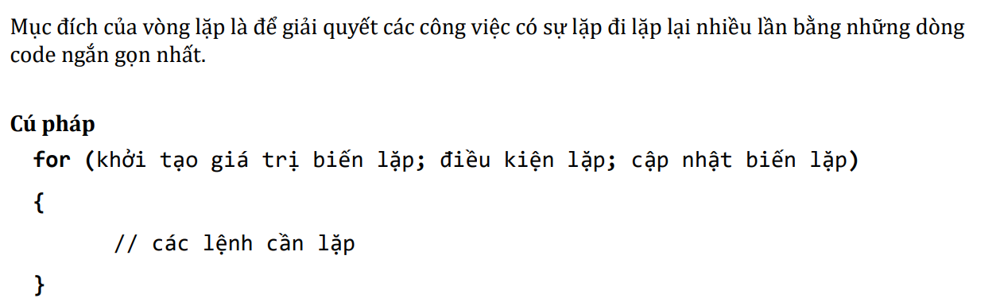 Mục đích của vòng lặp là để giải quyết các công việc có sự lặp đi lặp lại nhiều lần bằng những dòng
code ngắn gọn nhất.
Cú pháp
for (khởi tạo giá trị biến lặp; điều kiện lặp; cập nhật biến lặp)
{
// các lệnh cần lặp
}